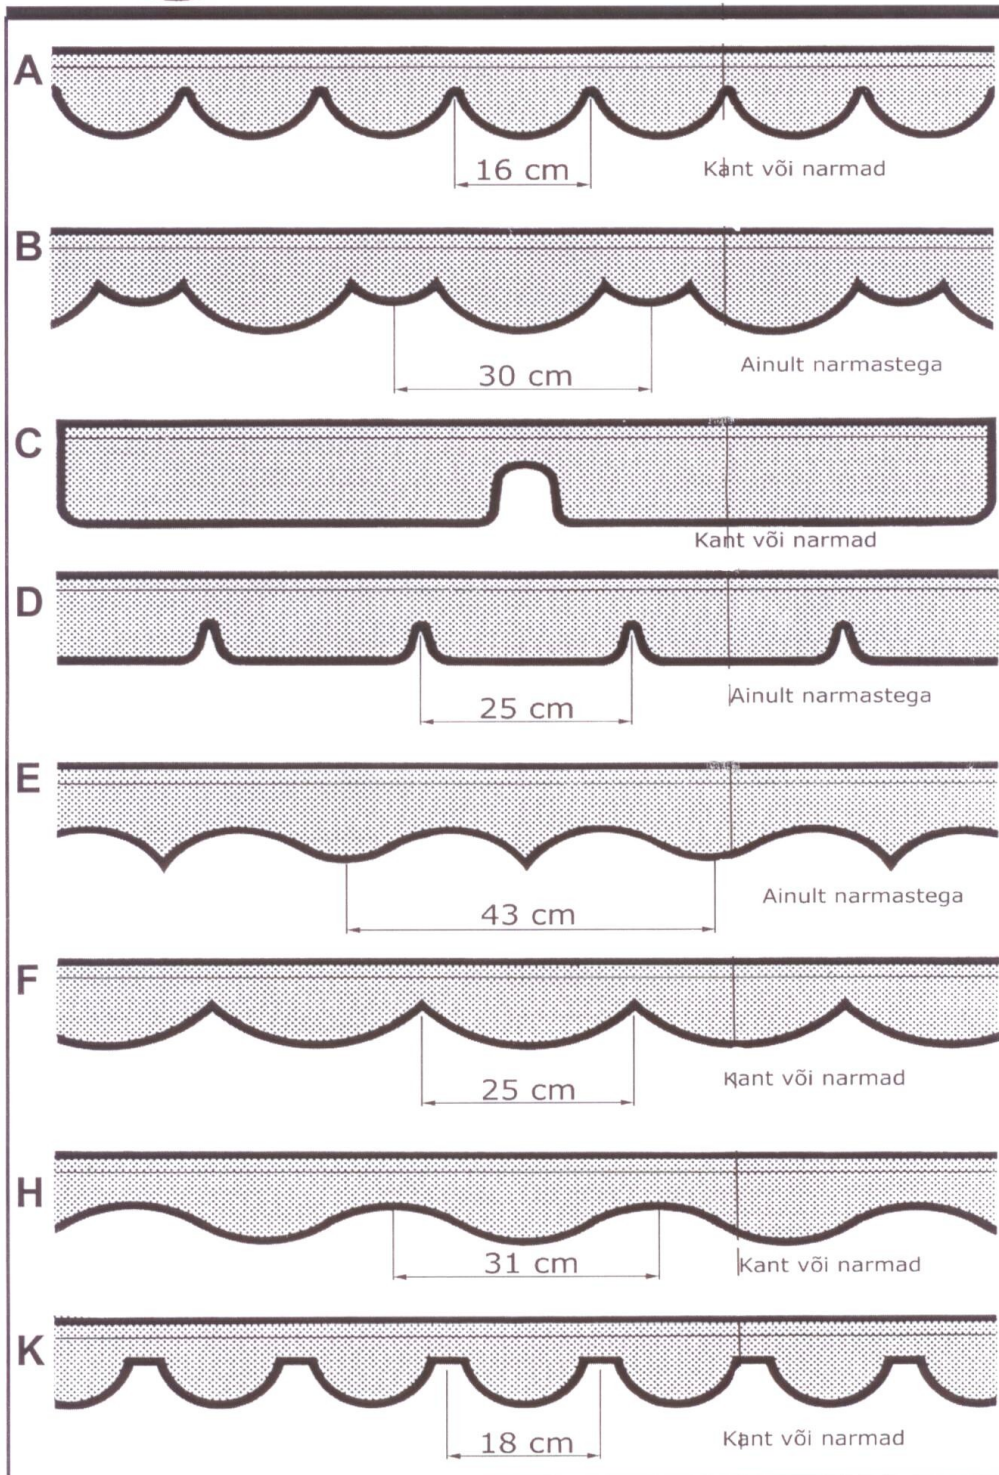 A
16 cm
Kant või narmad
B
30 cm
Ainult narmastega
C
Kant või narmad
D
25 cm
Ainult narmastega
E
43 cm
Ainult narmastega
F
25 cm
Kant või narmad
H
31 cm
Kant või narmad
K
18 cm
Kant või narmad